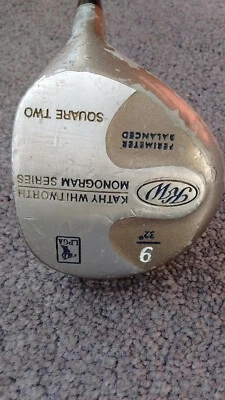 LPGA
9
32°
KW
KATHY WHITWORTH
MONOGRAM SERIES
PERIMETER
BALANCED
SQUARE TWO